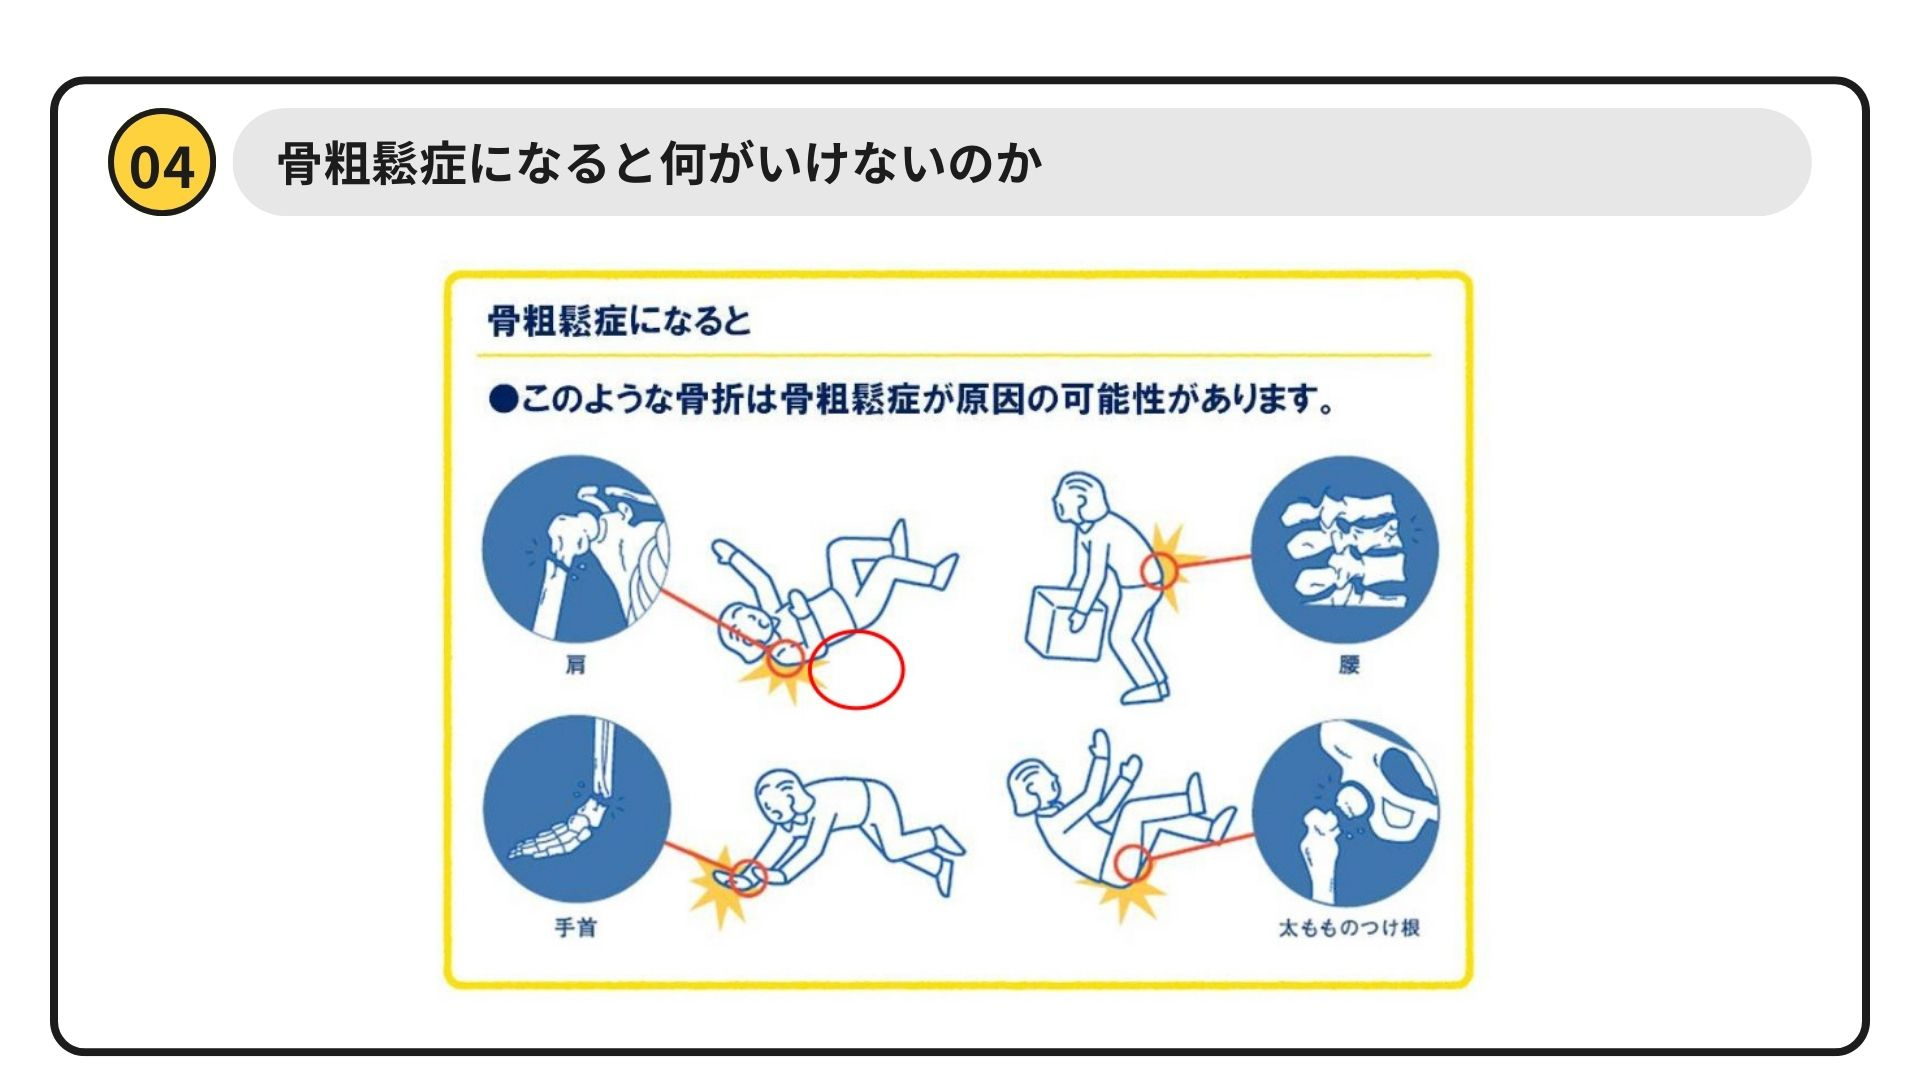 04
骨粗鬆症になると何がいけないのか
骨粗鬆症になると
●このような骨折は骨粗鬆症が原因の可能性があります。
肩
腰
手首
太もものつけ根